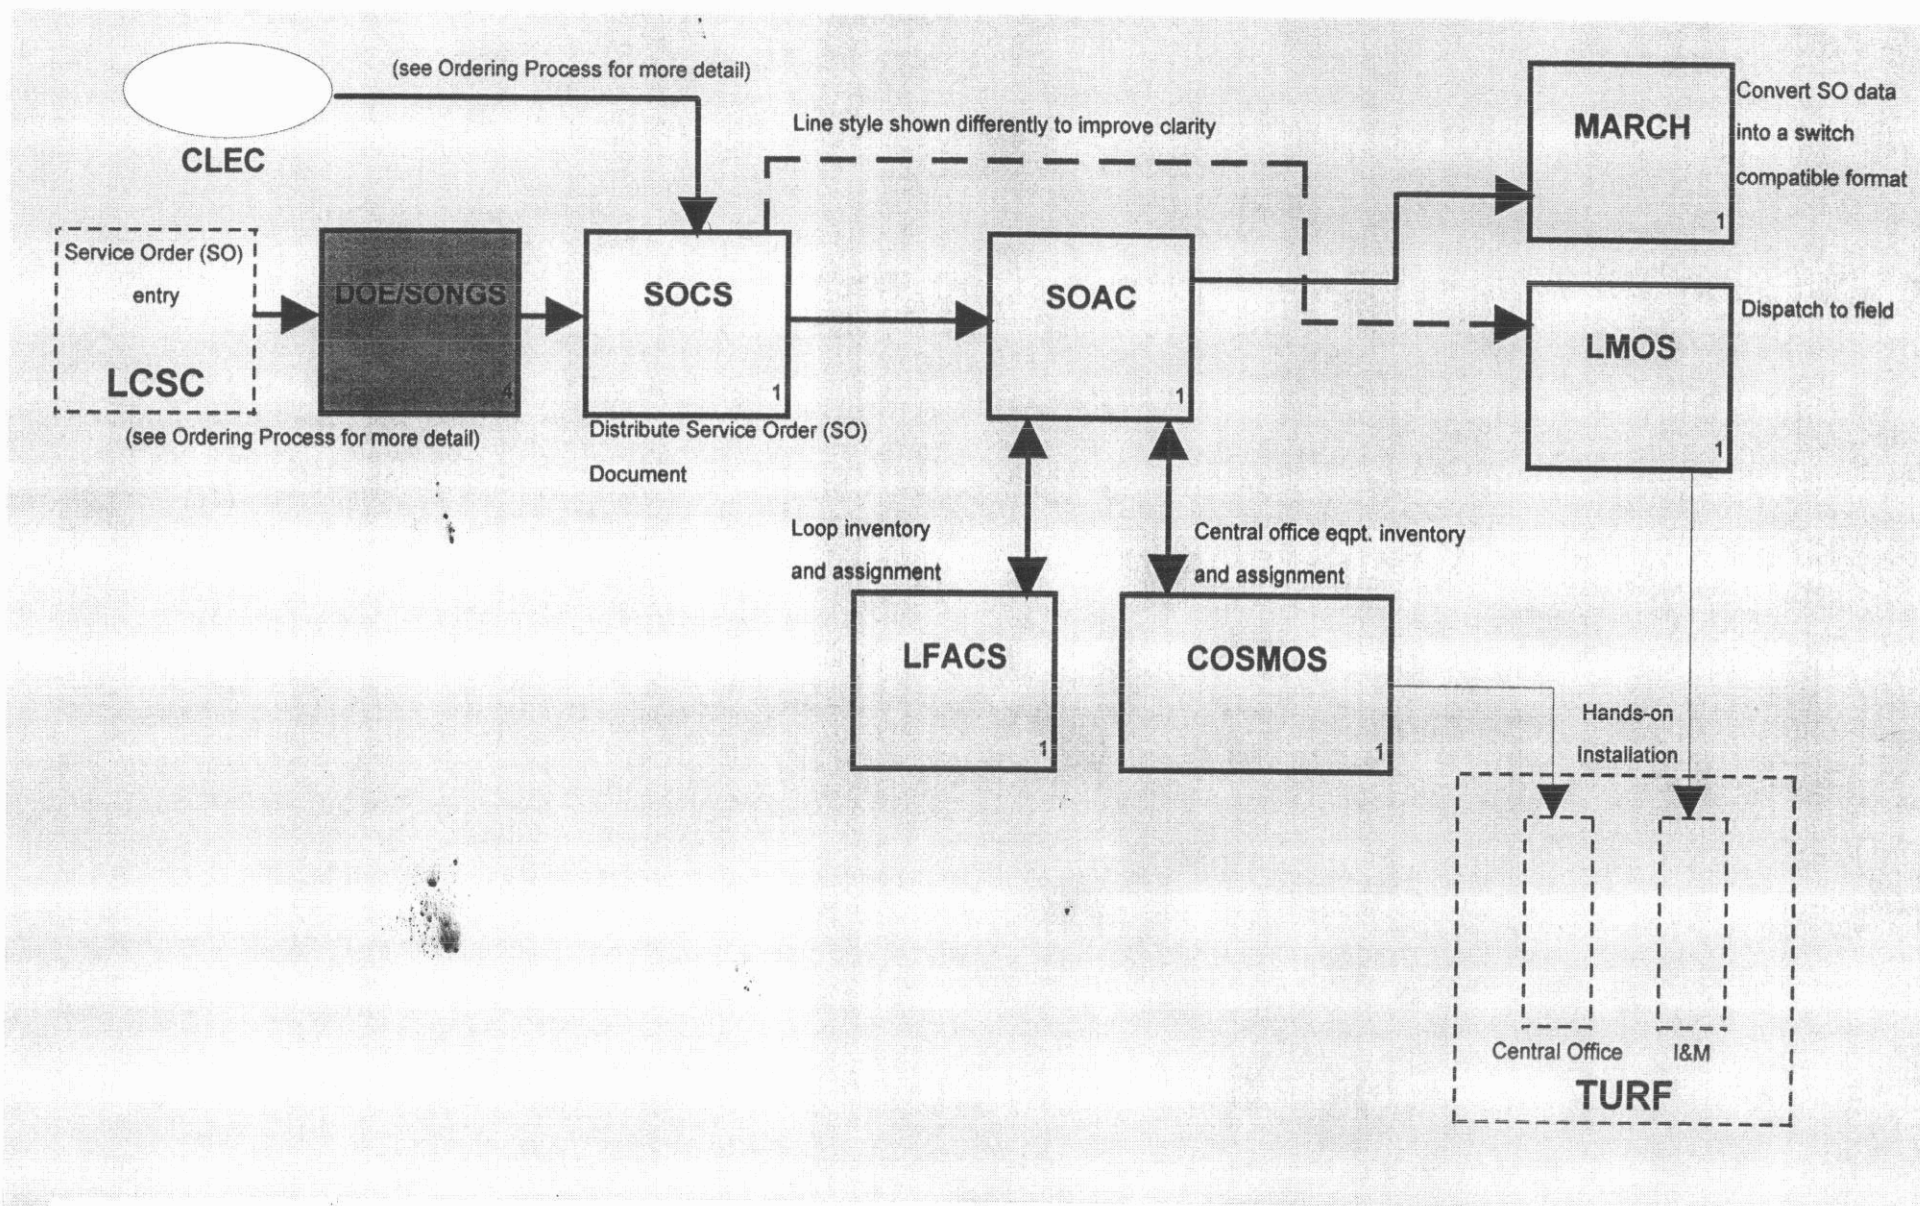 (see Ordering Process for more detail)
CLEC
Line style shown differently to improve clarity
MARCH
1
Convert SO data
into a switch
compatible format
Service Order (SO)
entry
LCSC
(see Ordering Process for more detail)
DOE/SONGS
4
SOCS
1
Distribute Service Order (SO)
Document
SOAC
1
LMOS
1
Dispatch to field
Loop inventory
and assignment
Central office eqpt. inventory
and assignment
LFACS
1
COSMOS
1
Hands-on
Installation
Central Office
I&M
TURF